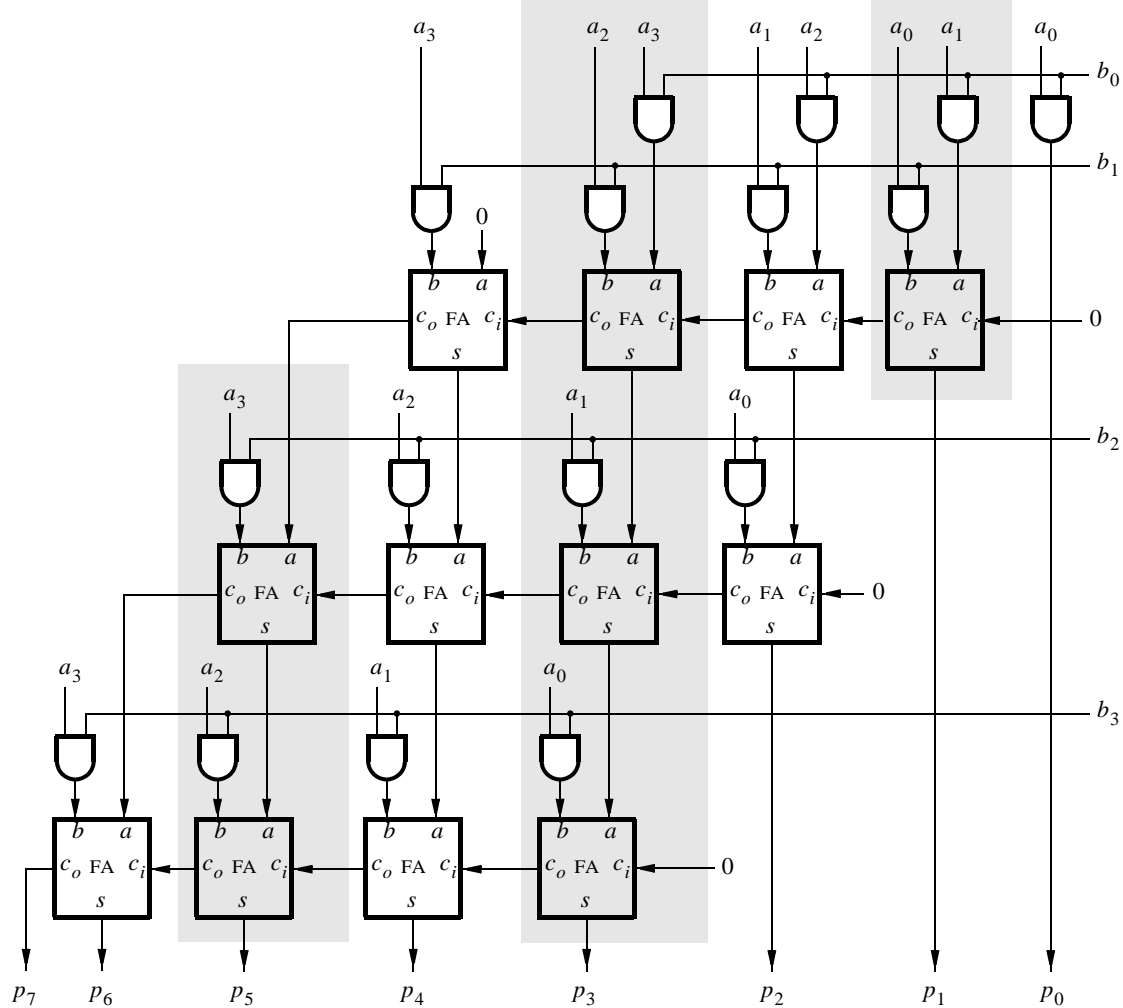 a3 a2 a3 a1 a2 a0 a1 a0
b0
b1
0
b a b a b a b a
co FA ci co FA ci co FA ci co FA ci 0
s s s s
a3 a2 a1 a0
b2
b a b a b a b a
co FA ci co FA ci co FA ci co FA ci 0
s s s s
a3 a2 a1 a0
b3
b a b a b a b a
co FA ci co FA ci co FA ci co FA ci 0
s s s s
p7 p6 p5 p4 p3 p2 p1 p0